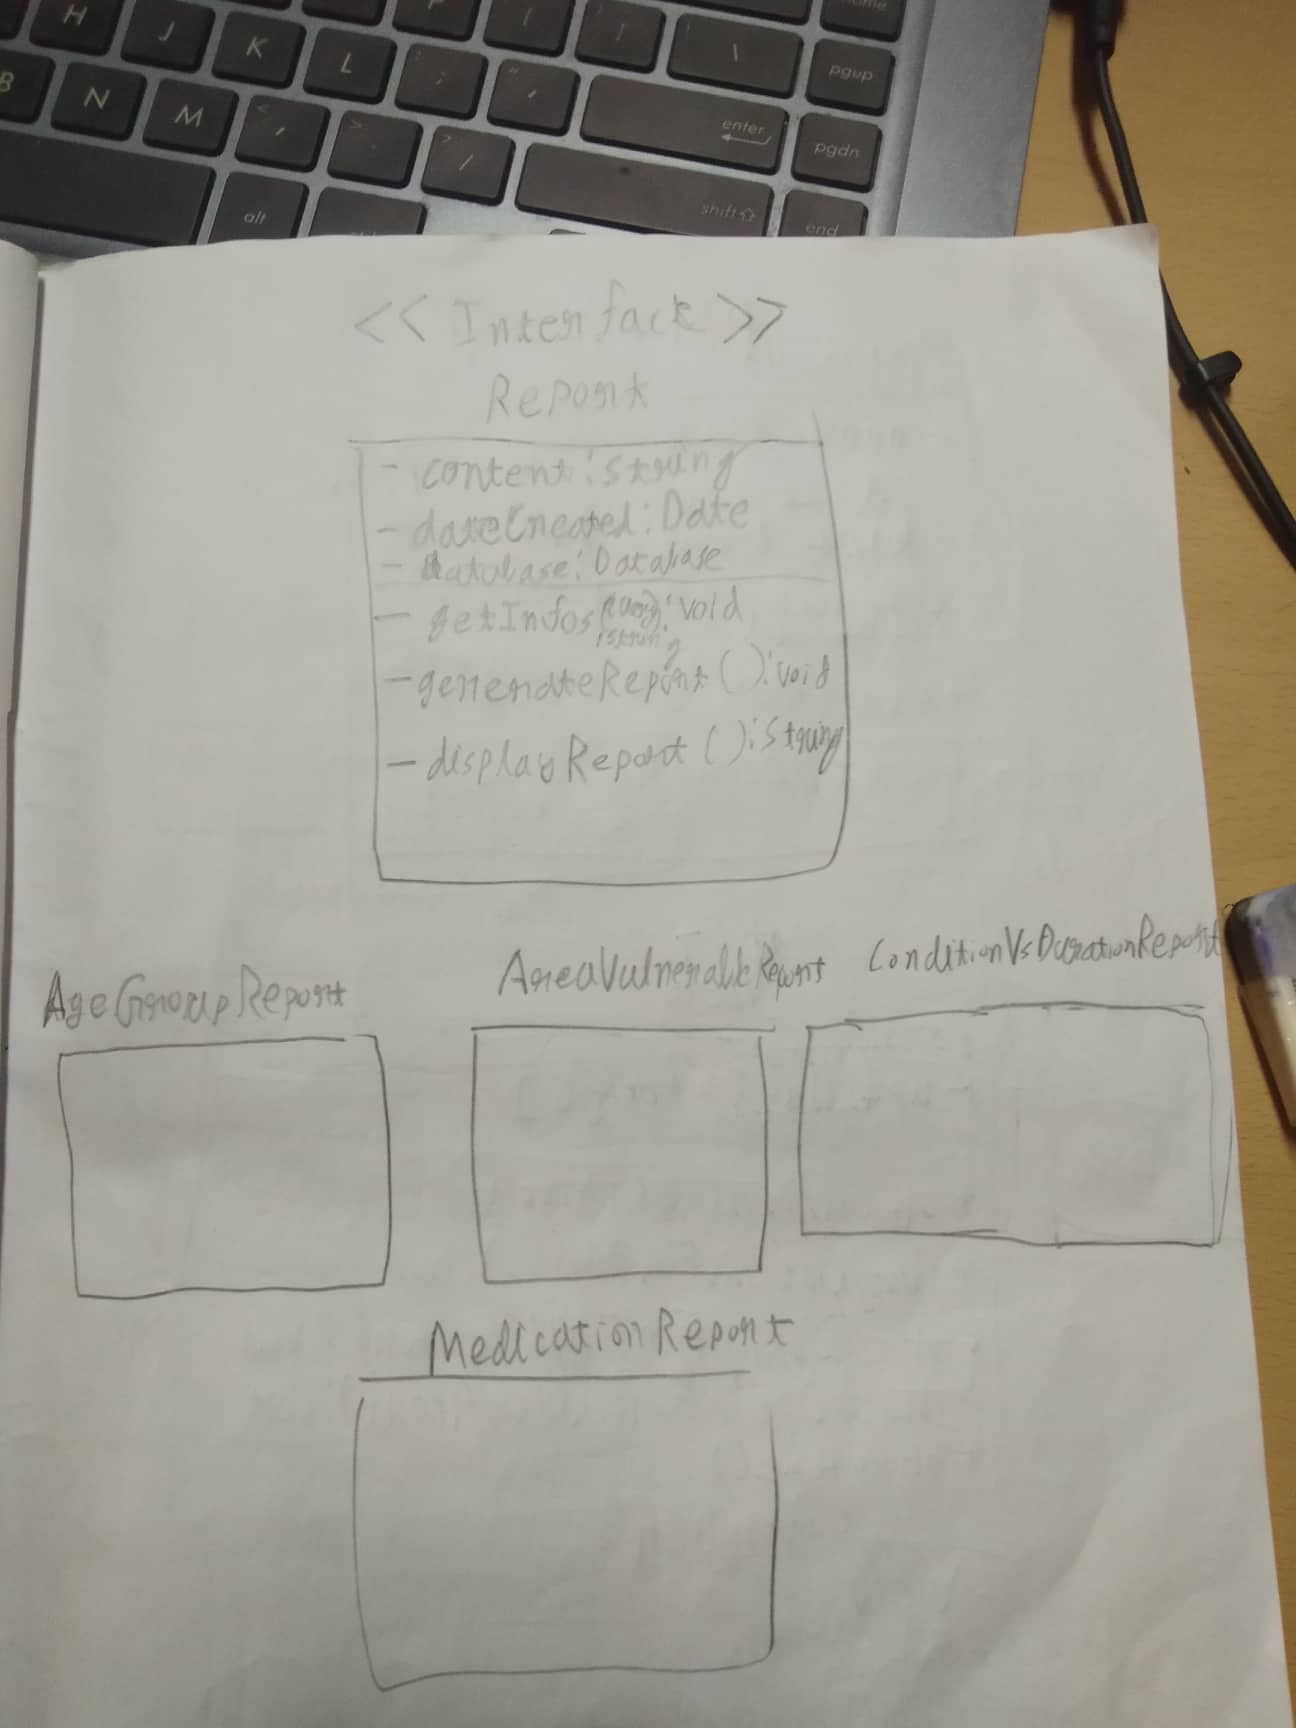 H J K L ; " ' \ pgup
B N M < , > . ? / enter pgdn
alt shift end
<< Interface >>
Report
- content : string
- dateCreated : Date
- database : Database
- getInfos (query : string) : void
- generateReport ( ) : void
- displayReport ( ) : String
AgeGroupReport
AreaVulnerableReport
ConditionVsDurationReport
MedicationReport